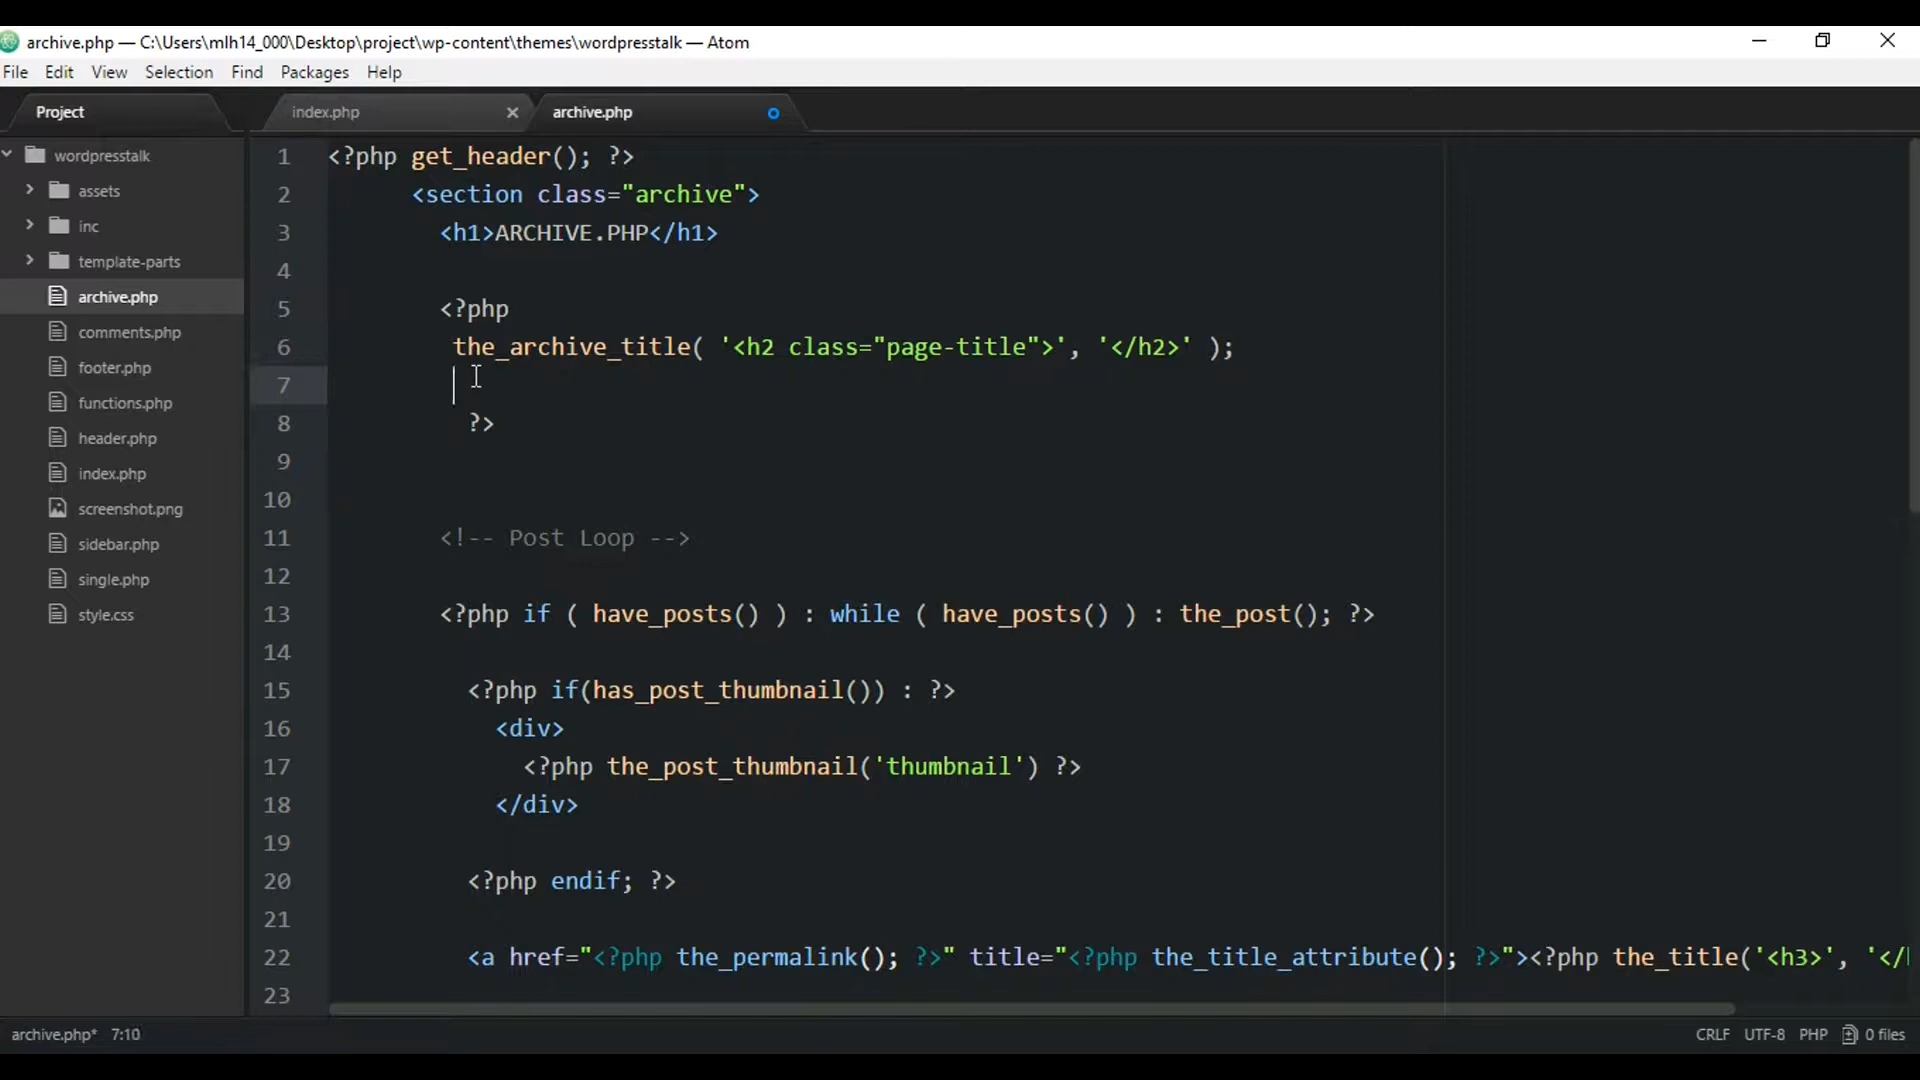 archive.php — C:\Users\mlh14_000\Desktop\project\wp-content\themes\wordpresstalk — Atom
File Edit View Selection Find Packages Help
Project
index.php
archive.php
wordpresstalk
assets
inc
template-parts
archive.php
comments.php
footer.php
functions.php
header.php
index.php
screenshot.png
sidebar.php
single.php
style.css
1 <?php get_header(); ?>
2 <section class="archive">
3 <h1>ARCHIVE.PHP</h1>
4
5 <?php
6 the_archive_title( '<h2 class="page-title">', '</h2>' );
7
8 ?>
9
10
11 <!-- Post Loop -->
12
13 <?php if ( have_posts() ) : while ( have_posts() ) : the_post(); ?>
14
15 <?php if(has_post_thumbnail()) : ?>
16 <div>
17 <?php the_post_thumbnail('thumbnail') ?>
18 </div>
19
20 <?php endif; ?>
21
22 <a href="<?php the_permalink(); ?>" title="<?php the_title_attribute(); ?>"><?php the_title('<h3>', '</
23
archive.php* 7:10
CRLF UTF-8 PHP 0 files